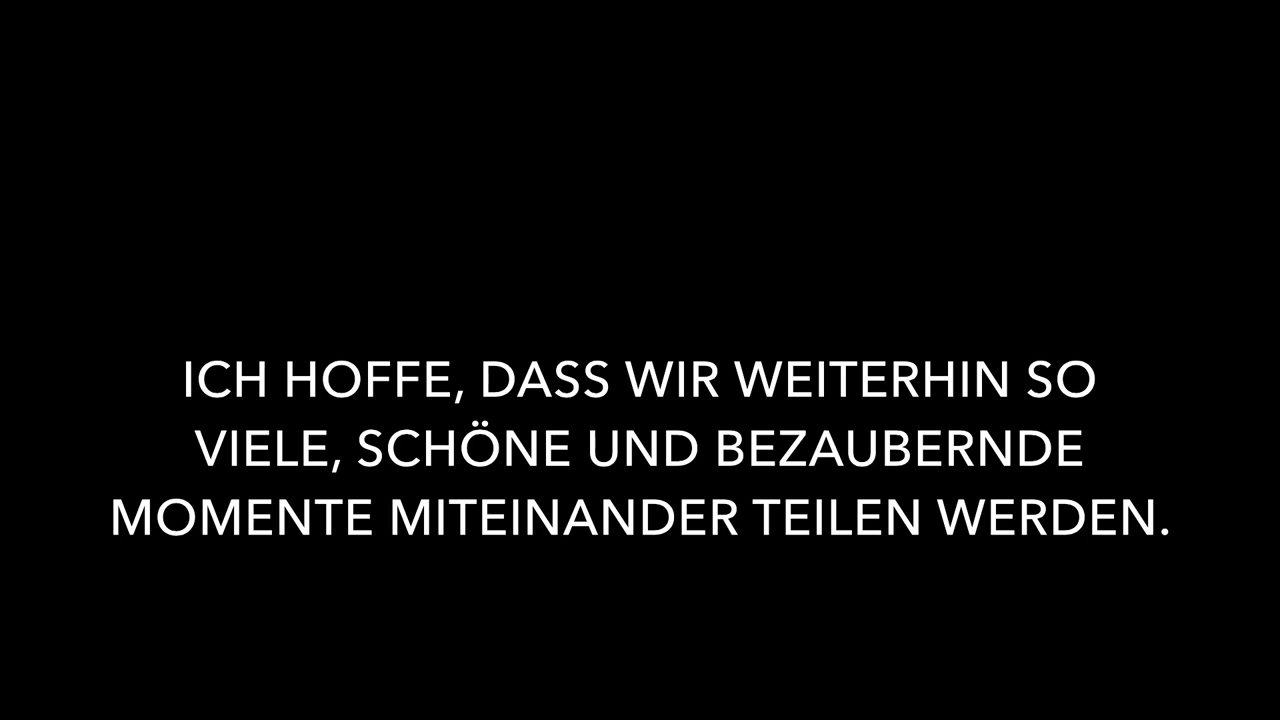 ICH HOFFE, DASS WIR WEITERHIN SO
VIELE, SCHÖNE UND BEZAUBERNDE
MOMENTE MITEINANDER TEILEN WERDEN.